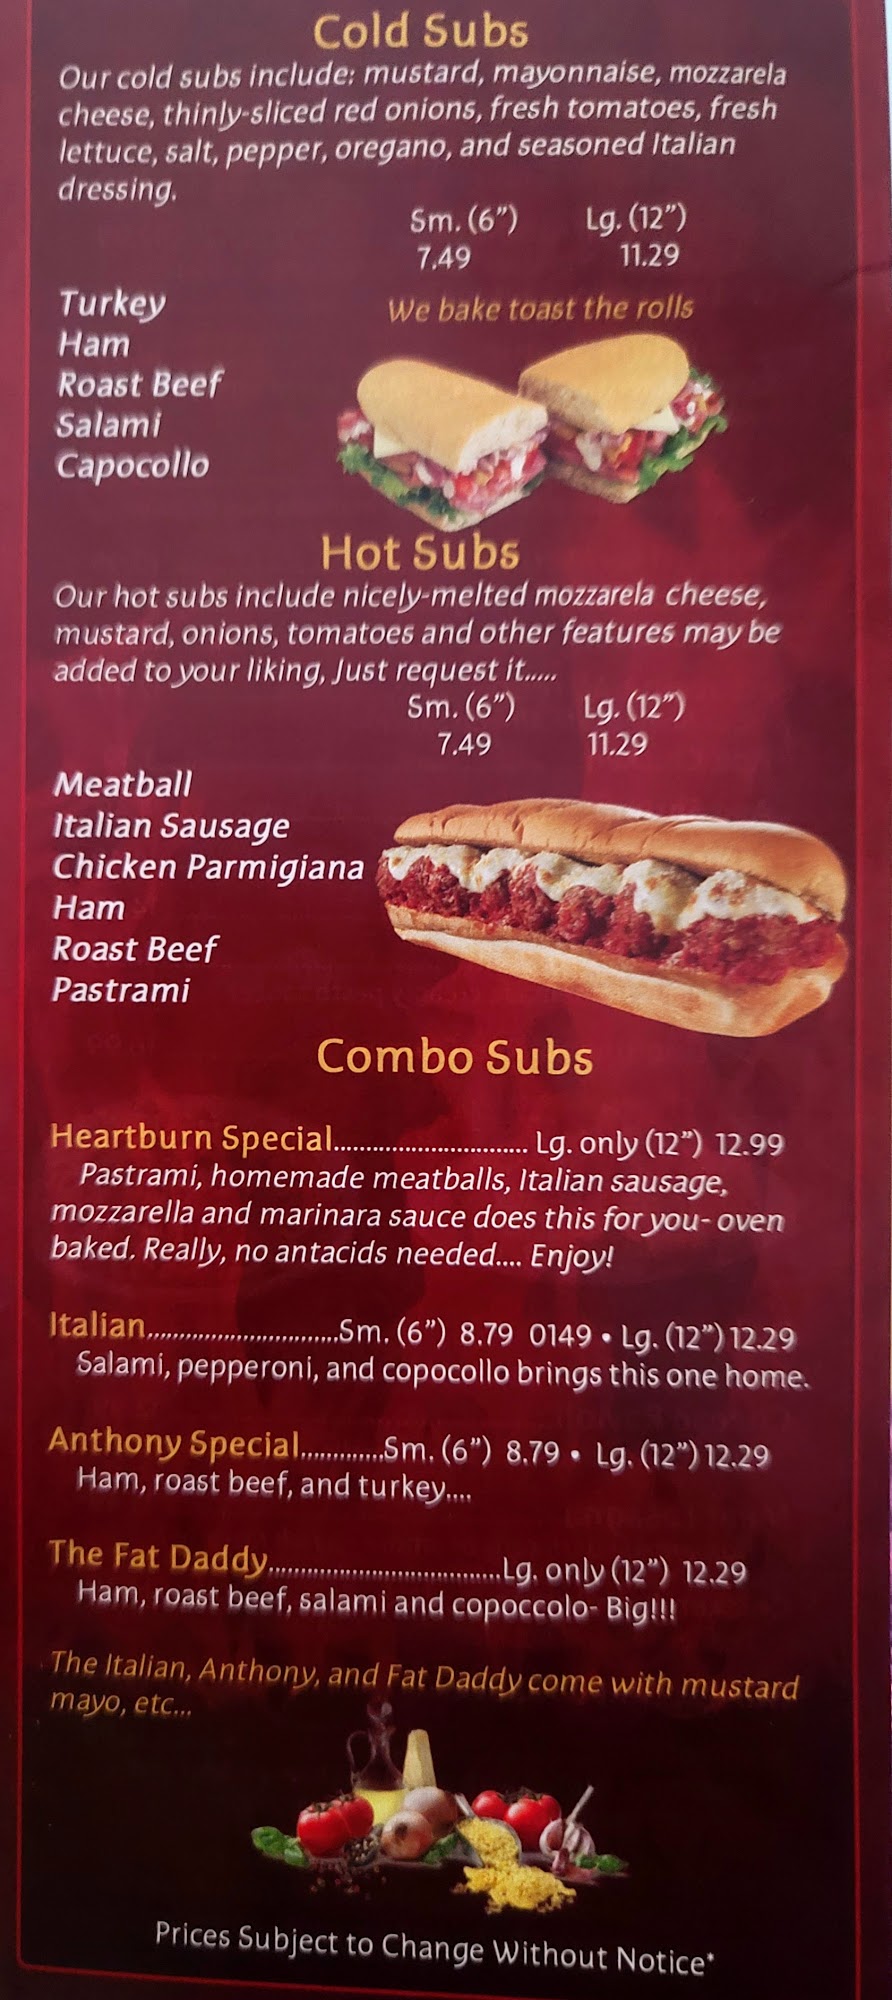 Cold Subs
Our cold subs include: mustard, mayonnaise, mozzarela
cheese, thinly-sliced red onions, fresh tomatoes, fresh
lettuce, salt, pepper, oregano, and seasoned Italian
dressing.
Sm. (6") Lg. (12")
7.49 11.29
We bake toast the rolls
Turkey
Ham
Roast Beef
Salami
Capocollo
Hot Subs
Our hot subs include nicely-melted mozzarela cheese,
mustard, onions, tomatoes and other features may be
added to your liking, Just request it.....
Sm. (6") Lg. (12")
7.49 11.29
Meatball
Italian Sausage
Chicken Parmigiana
Ham
Roast Beef
Pastrami
Combo Subs
Heartburn Special............................... Lg. only (12") 12.99
Pastrami, homemade meatballs, Italian sausage,
mozzarella and marinara sauce does this for you- oven
baked. Really, no antacids needed.... Enjoy!
Italian...............................Sm. (6") 8.79 0149 • Lg. (12") 12.29
Salami, pepperoni, and copocollo brings this one home.
Anthony Special.............Sm. (6") 8.79 • Lg. (12") 12.29
Ham, roast beef, and turkey....
The Fat Daddy.....................................Lg. only (12") 12.29
Ham, roast beef, salami and copoccolo- Big!!!
The Italian, Anthony, and Fat Daddy come with mustard
mayo, etc...
Prices Subject to Change Without Notice*